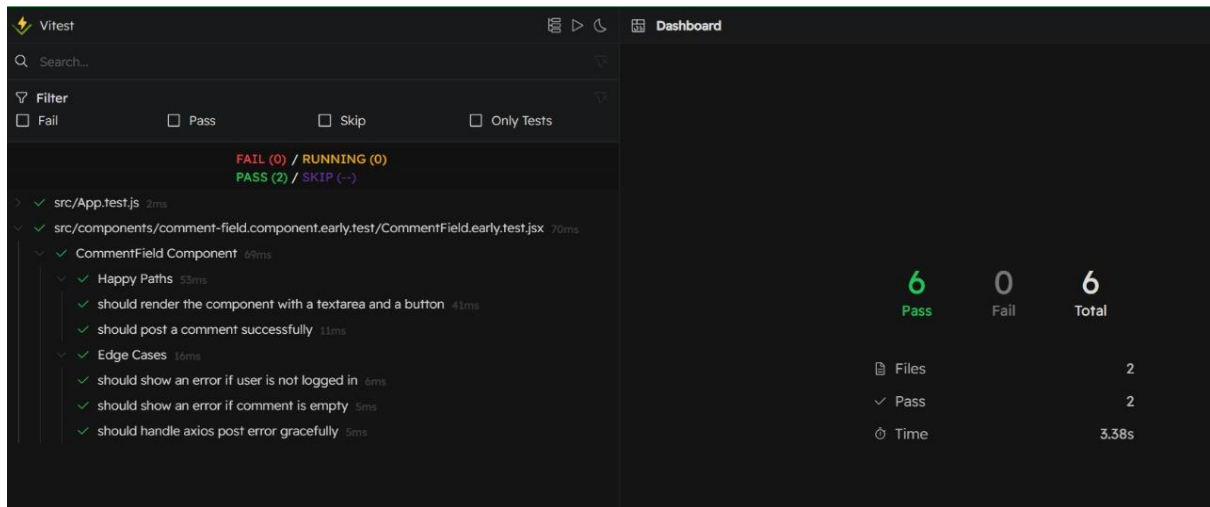 Vitest
Search...
Filter
Fail Pass Skip Only Tests
FAIL (0) / RUNNING (0)
PASS (2) / SKIP (--)
src/App.test.js 2ms
src/components/comment-field.component.early.test/CommentField.early.test.jsx 70ms
CommentField Component 69ms
Happy Paths 53ms
should render the component with a textarea and a button 41ms
should post a comment successfully 11ms
Edge Cases 16ms
should show an error if user is not logged in 6ms
should show an error if comment is empty 5ms
should handle axios post error gracefully 5ms
Dashboard
6 0 6
Pass Fail Total
Files 2
Pass 2
Time 3.38s